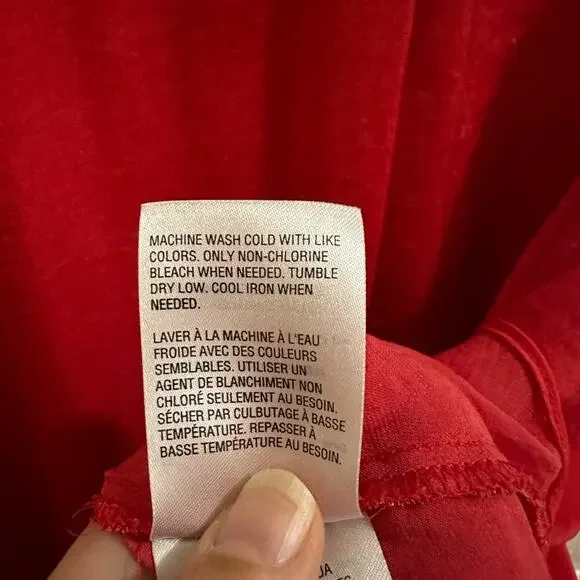 MACHINE WASH COLD WITH LIKE
COLORS. ONLY NON-CHLORINE
BLEACH WHEN NEEDED. TUMBLE
DRY LOW. COOL IRON WHEN
NEEDED.
LAVER À LA MACHINE À L'EAU
FROIDE AVEC DES COULEURS
SEMBLABLES. UTILISER UN
AGENT DE BLANCHIMENT NON
CHLORÉ SEULEMENT AU BESOIN.
SÉCHER PAR CULBUTAGE À BASSE
TEMPÉRATURE. REPASSER À
BASSE TEMPÉRATURE AU BESOIN.